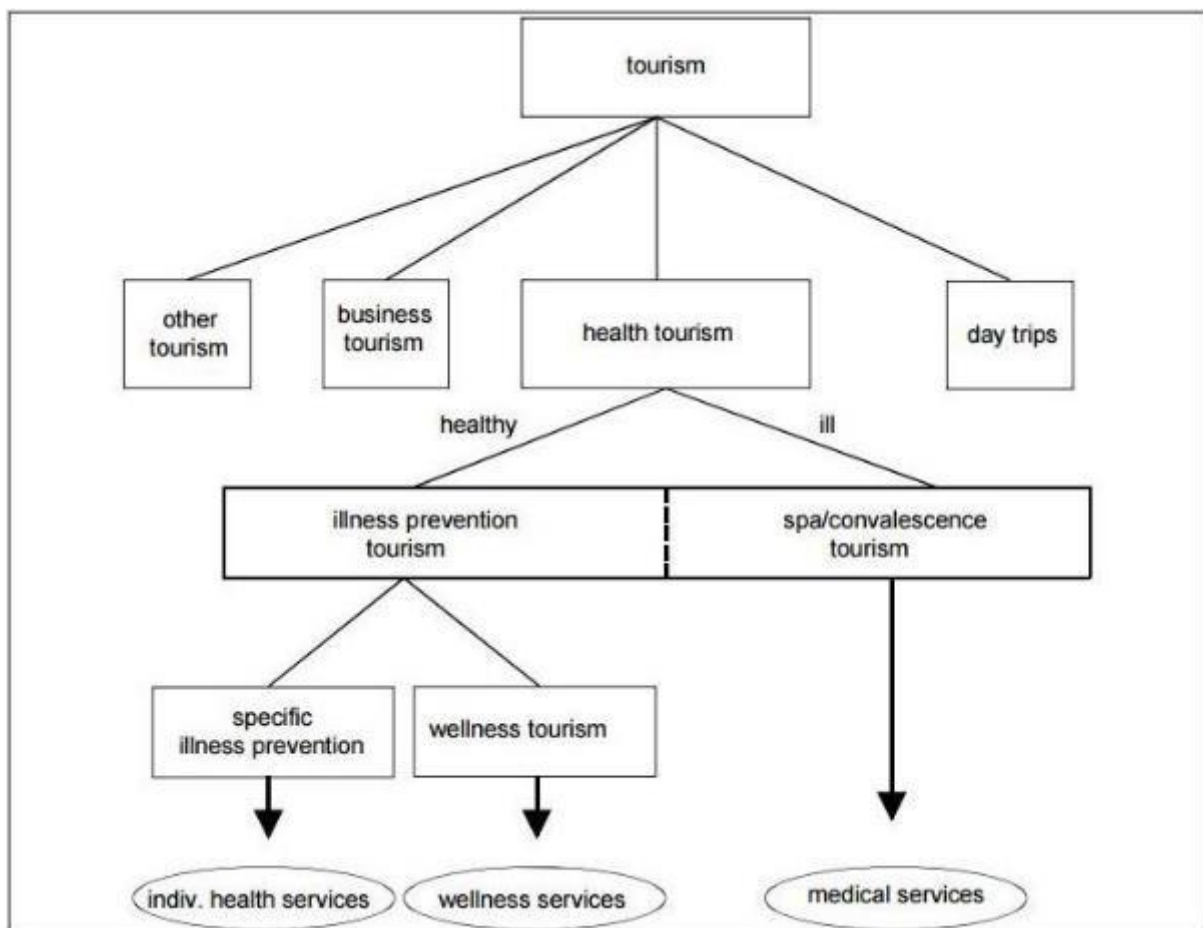 tourism
other
tourism
business
tourism
health tourism
day trips
healthy
ill
illness prevention
tourism
spa/convalescence
tourism
specific
illness prevention
wellness tourism
indiv. health services
wellness services
medical services